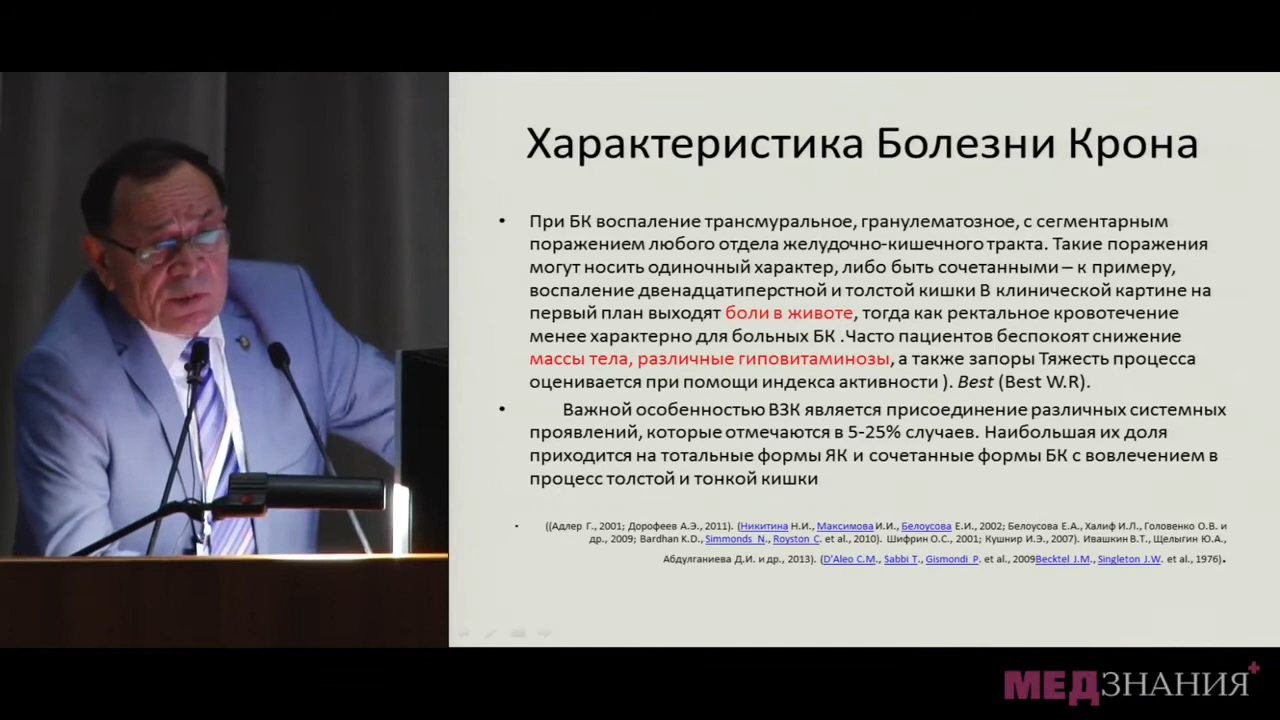 Характеристика Болезни Крона
• При БК воспаление трансмуральное, гранулематозное, с сегментарным
поражением любого отдела желудочно-кишечного тракта. Такие поражения
могут носить одиночный характер, либо быть сочетанными – к примеру,
воспаление двенадцатиперстной и толстой кишки В клинической картине на
первый план выходят боли в животе, тогда как ректальное кровотечение
менее характерно для больных БК .Часто пациентов беспокоят снижение
массы тела, различные гиповитаминозы, а также запоры Тяжесть процесса
оценивается при помощи индекса активности ). Best (Best W.R).
• Важной особенностью ВЗК является присоединение различных системных
проявлений, которые отмечаются в 5-25% случаев. Наибольшая их доля
приходится на тотальные формы ЯК и сочетанные формы БК с вовлечением в
процесс толстой и тонкой кишки
• ((Адлер Г., 2001; Дорофеев А.Э., 2011). (Никитина Н.И., Максимова И.И., Белоусова Е.И., 2002; Белоусова Е.А., Халиф И.Л., Головенко О.В. и
др., 2009; Bardhan K.D., Simmonds N., Royston C. et al., 2010). Шифрин О.С., 2001; Кушнир И.Э., 2007). Ивашкин В.Т., Щелыгин Ю.А.,
Абдулганиева Д.И. и др., 2013). (D'Aleo C.M., Sabbi T., Gismondi P. et al., 2009Becktel J.M., Singleton J.W. et al., 1976).
МЕДЗНАНИЯ+